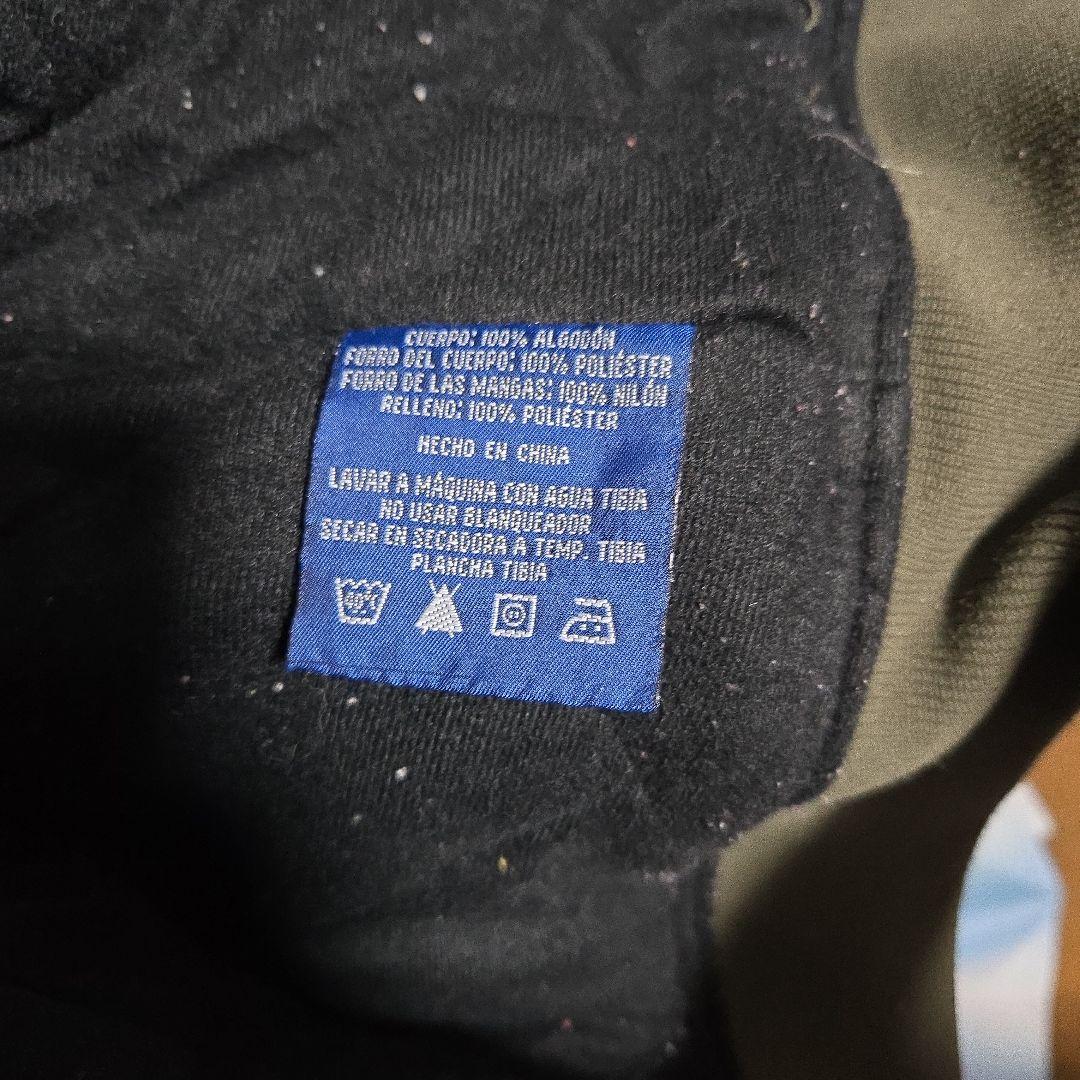 CUERPO: 100% ALGODÓN
FORRO DEL CUERPO: 100% POLIÉSTER
FORRO DE LAS MANGAS: 100% NILÓN
RELLENO: 100% POLIÉSTER
HECHO EN CHINA
LAVAR A MÁQUINA CON AGUA TIBIA
NO USAR BLANQUEADOR
SECAR EN SECADORA A TEMP. TIBIA
PLANCHA TIBIA